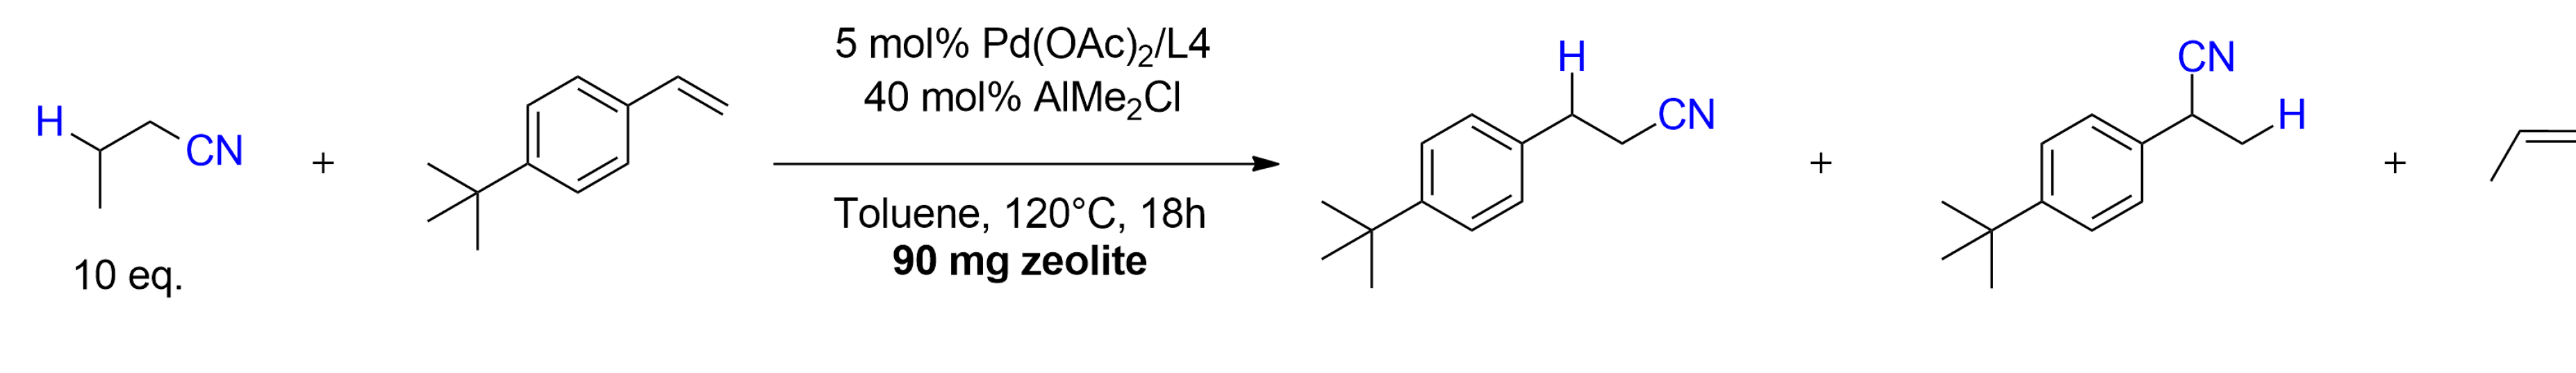 H
CN
10 eq.
+
5 mol% Pd(OAc)₂/L4
40 mol% AlMe₂Cl
Toluene, 120°C, 18h
90 mg zeolite
H
CN
+
CN
H
+